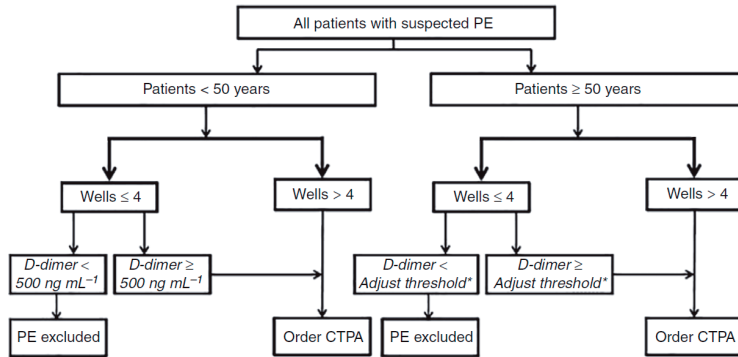 All patients with suspected PE
Patients < 50 years
Patients ≥ 50 years
Wells ≤ 4
Wells > 4
Wells ≤ 4
Wells > 4
D-dimer <
500 ng mL⁻¹
D-dimer ≥
500 ng mL⁻¹
D-dimer <
Adjust threshold*
D-dimer ≥
Adjust threshold*
PE excluded
Order CTPA
PE excluded
Order CTPA